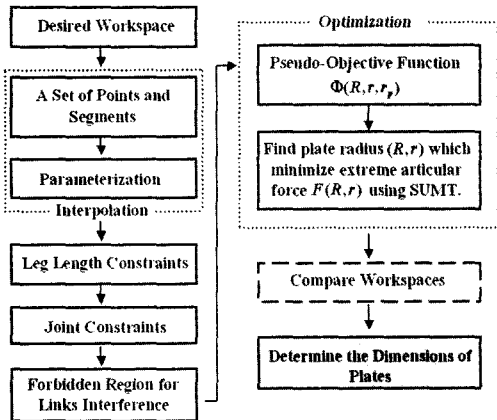 Desired Workspace
A Set of Points and
Segments
Parameterization
Interpolation
Leg Length Constraints
Joint Constraints
Forbidden Region for
Links Interference
Optimization
Pseudo-Objective Function
Φ(R, r, r_p)
Find plate radius (R, r) which
minimize extreme articular
force F(R, r) using SUMT.
Compare Workspaces
Determine the Dimensions of
Plates